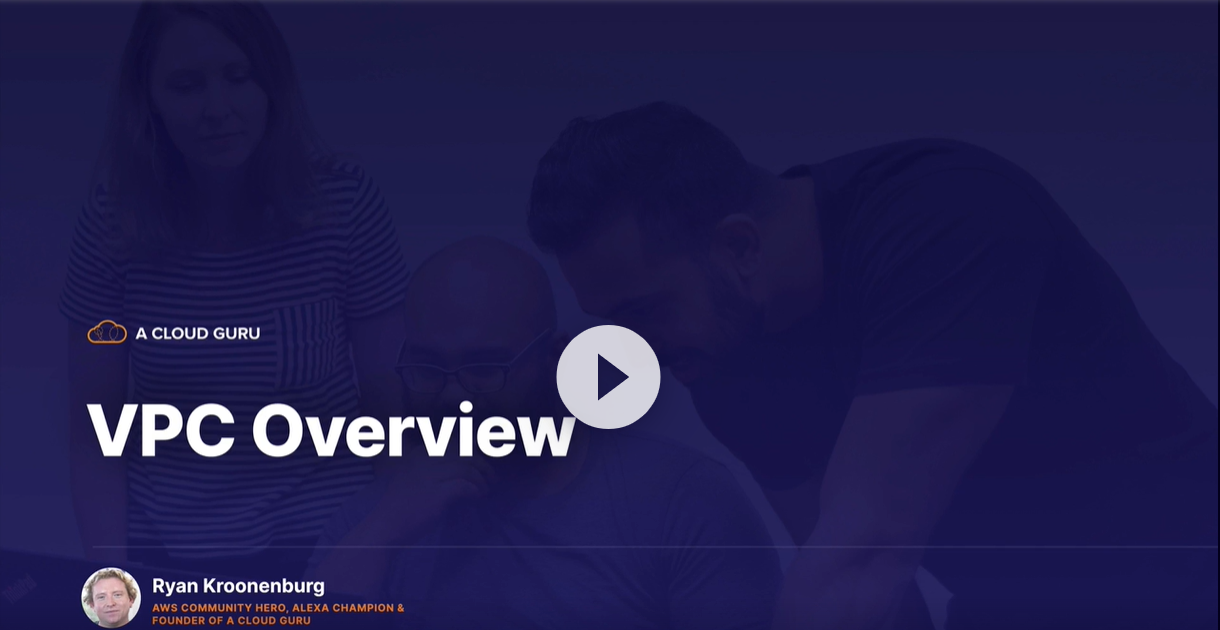 A CLOUD GURU
VPC Overview
Ryan Kroonenburg
AWS COMMUNITY HERO, ALEXA CHAMPION &
FOUNDER OF A CLOUD GURU